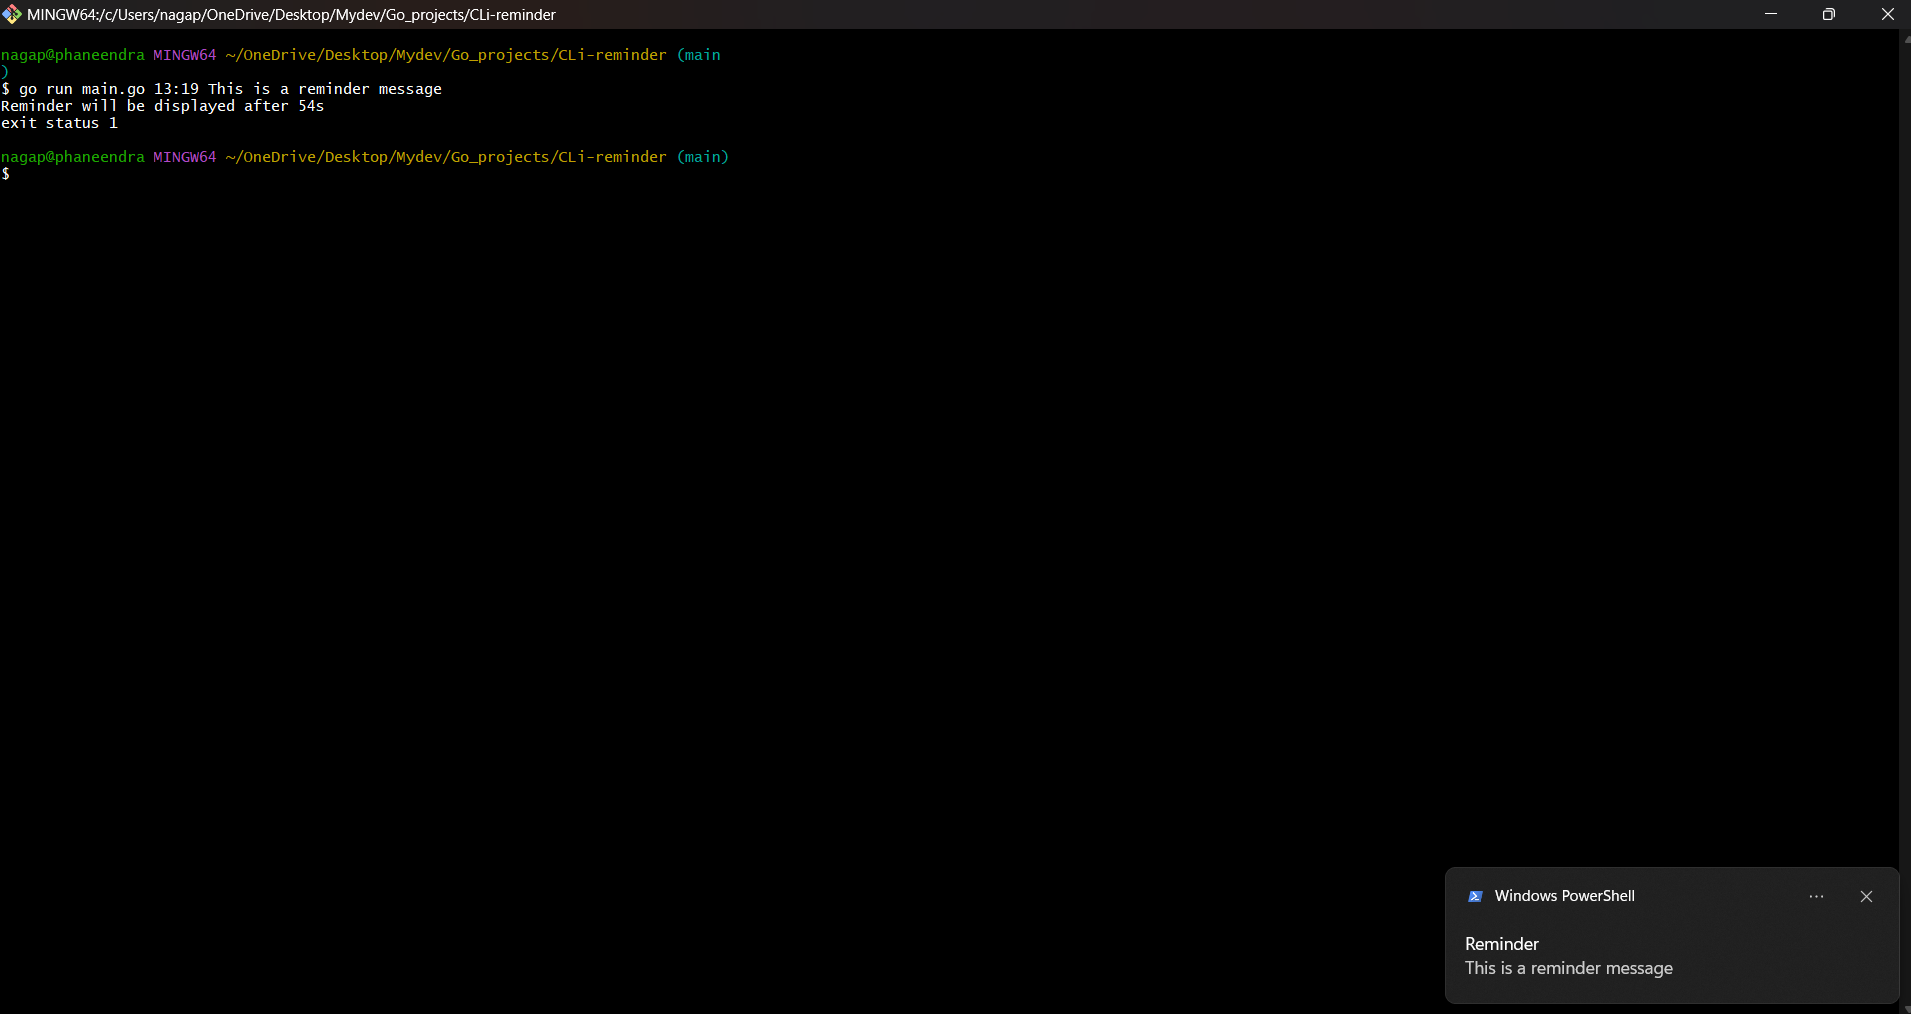 MINGW64:/c/Users/nagap/OneDrive/Desktop/Mydev/Go_projects/CLi-reminder
nagap@phaneendra MINGW64 ~/OneDrive/Desktop/Mydev/Go_projects/CLi-reminder (main
)
$ go run main.go 13:19 This is a reminder message
Reminder will be displayed after 54s
exit status 1
nagap@phaneendra MINGW64 ~/OneDrive/Desktop/Mydev/Go_projects/CLi-reminder (main)
$
Windows PowerShell
Reminder
This is a reminder message